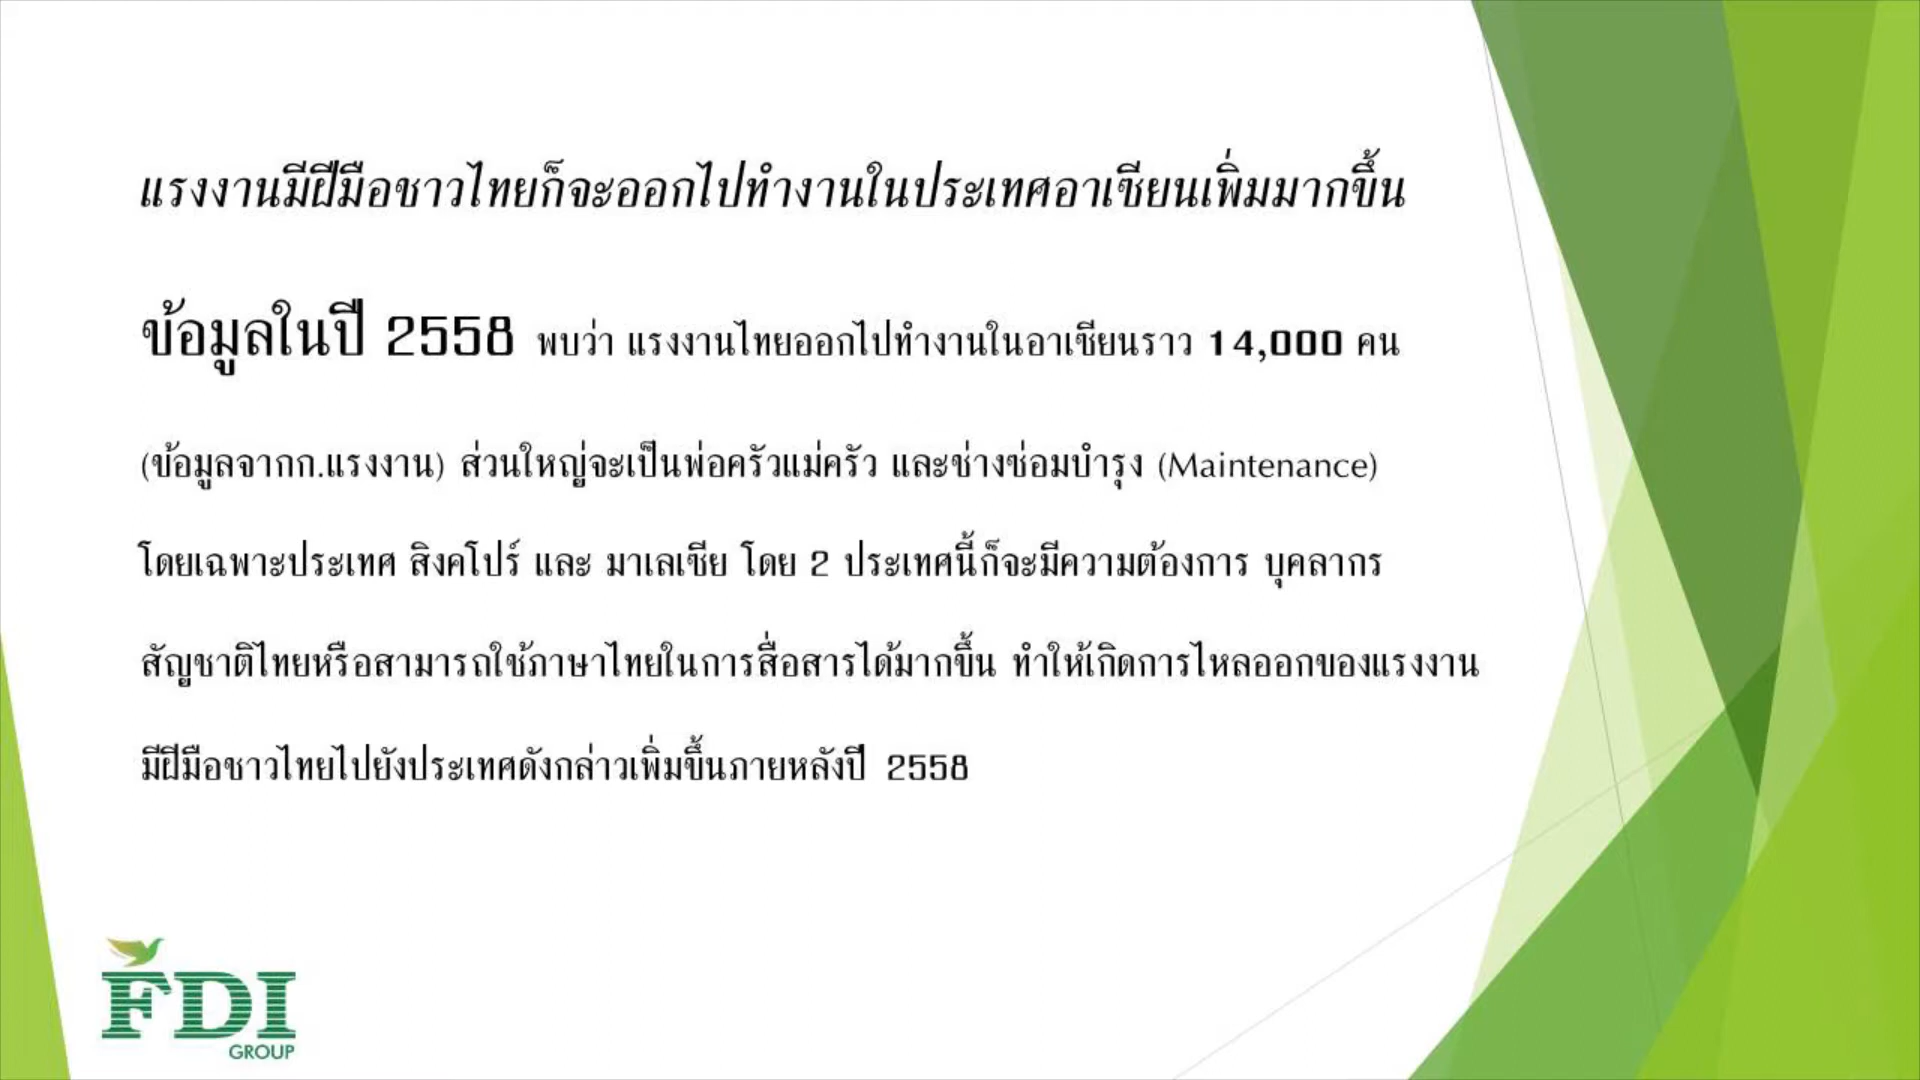 แรงงานมีฝีมือชาวไทยก็จะออกไปทำงานในประเทศอาเซียนเพิ่มมากขึ้น
ข้อมูลในปี 2558 พบว่า แรงงานไทยออกไปทำงานในอาเซียนราว 14,000 คน
(ข้อมูลจากก.แรงงาน) ส่วนใหญ่จะเป็นพ่อครัวแม่ครัว และช่างซ่อมบำรุง (Maintenance)
โดยเฉพาะประเทศ สิงคโปร์ และ มาเลเซีย โดย 2 ประเทศนี้ก็จะมีความต้องการ บุคลากร
สัญชาติไทยหรือสามารถใช้ภาษาไทยในการสื่อสารได้มากขึ้น ทำให้เกิดการไหลออกของแรงงาน
มีฝีมือชาวไทยไปยังประเทศดังกล่าวเพิ่มขึ้นภายหลังปี 2558
FDI
GROUP